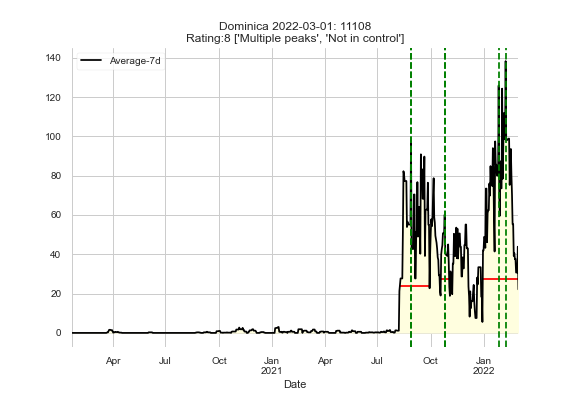 Dominica 2022-03-01: 11108
Rating:8 ['Multiple peaks', 'Not in control']
Average-7d
140
120
100
80
60
40
20
0
Apr Jul Oct Jan Apr Jul Oct Jan
2021 2022
Date